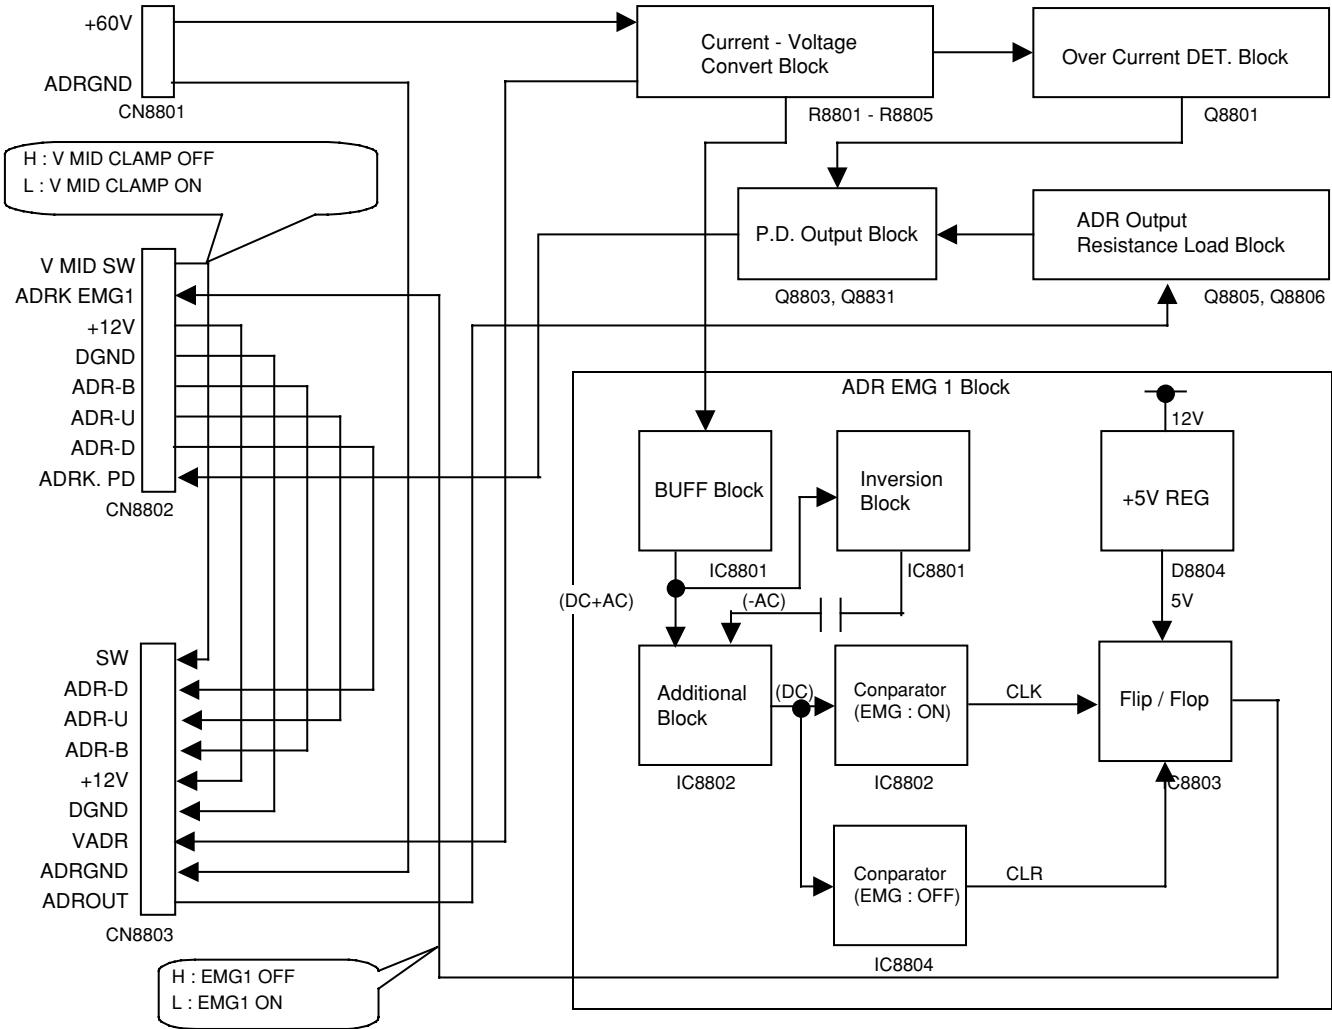 +60V
ADRGND
CN8801
Current - Voltage
Convert Block
R8801 - R8805
Over Current DET. Block
Q8801
H : V MID CLAMP OFF
L : V MID CLAMP ON
P.D. Output Block
Q8803, Q8831
ADR Output
Resistance Load Block
Q8805, Q8806
V MID SW
ADRK EMG1
+12V
DGND
ADR-B
ADR-U
ADR-D
ADRK. PD
CN8802
ADR EMG 1 Block
12V
BUFF Block
IC8801
Inversion
Block
IC8801
+5V REG
D8804
5V
(DC+AC)
(-AC)
Additional
Block
IC8802
(DC)
Conparator
(EMG : ON)
IC8802
CLK
Flip / Flop
IC8803
Conparator
(EMG : OFF)
IC8804
CLR
SW
ADR-D
ADR-U
ADR-B
+12V
DGND
VADR
ADRGND
ADROUT
CN8803
H : EMG1 OFF
L : EMG1 ON